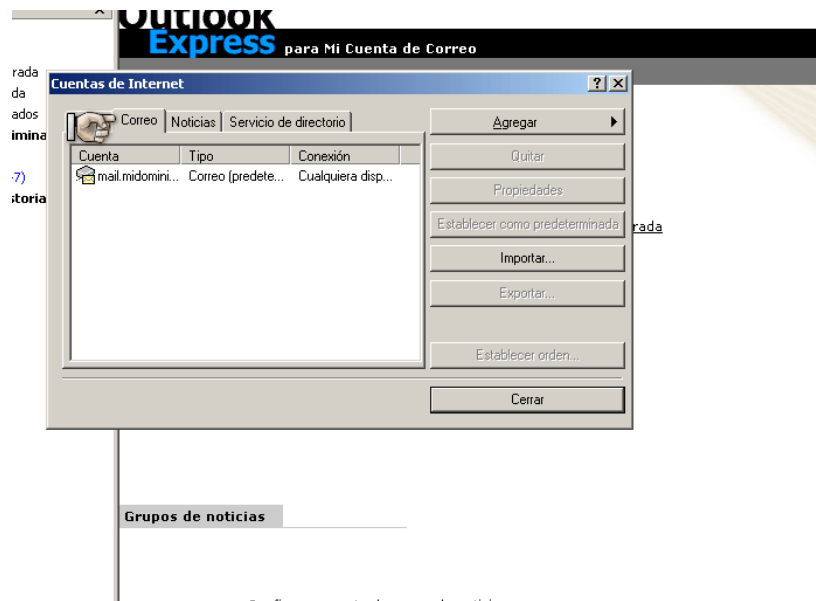 Outlook
Express para Mi Cuenta de Correo
rada
da
ados
imina
-7)
storia
Cuentas de Internet
Correo Noticias Servicio de directorio
Cuenta Tipo Conexión
mail.midomini... Correo (predete... Cualquiera disp...
Agregar
Quitar
Propiedades
Establecer como predeterminada
Importar...
Exportar...
Establecer orden...
Cerrar
rada
Grupos de noticias